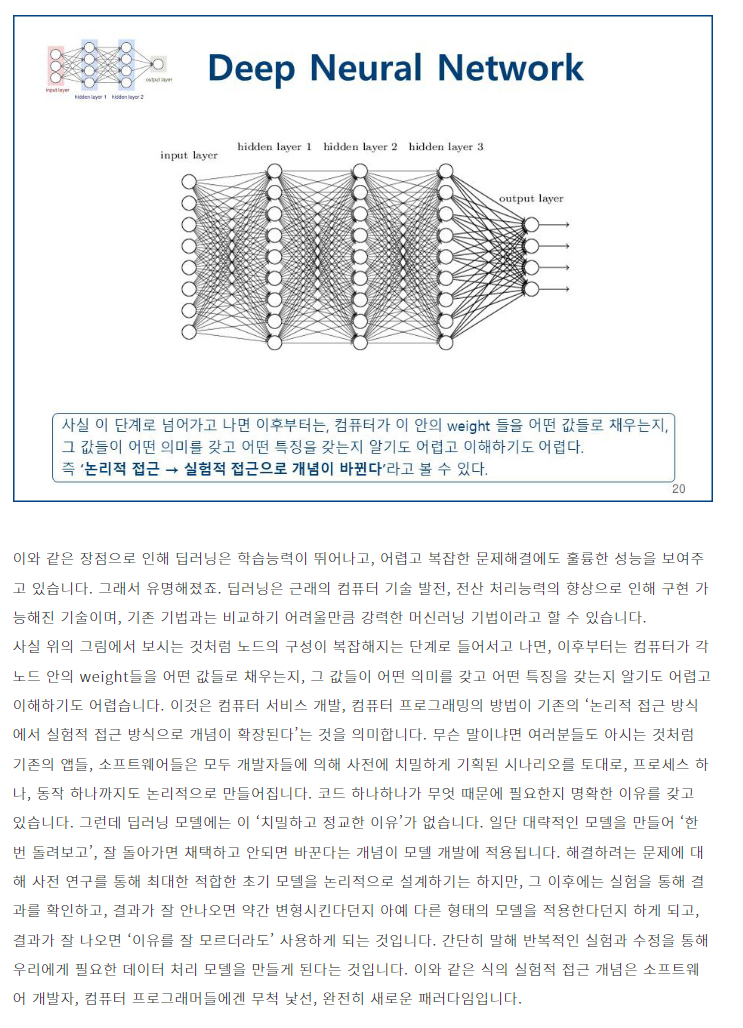 Deep Neural Network
input layer
hidden layer 1 hidden layer 2
output layer
input layer
hidden layer 1 hidden layer 2 hidden layer 3
output layer
사실 이 단계로 넘어가고 나면 이후부터는, 컴퓨터가 이 안의 weight 들을 어떤 값들로 채우는지,
그 값들이 어떤 의미를 갖고 어떤 특징을 갖는지 알기도 어렵고 이해하기도 어렵다.
즉 '논리적 접근 → 실험적 접근으로 개념이 바뀐다'라고 볼 수 있다.
20
이와 같은 장점으로 인해 딥러닝은 학습능력이 뛰어나고, 어렵고 복잡한 문제해결에도 훌륭한 성능을 보여주
고 있습니다. 그래서 유명해졌죠. 딥러닝은 근래의 컴퓨터 기술 발전, 전산 처리능력의 향상으로 인해 구현 가
능해진 기술이며, 기존 기법과는 비교하기 어려울만큼 강력한 머신러닝 기법이라고 할 수 있습니다.
사실 위의 그림에서 보시는 것처럼 노드의 구성이 복잡해지는 단계로 들어서고 나면, 이후부터는 컴퓨터가 각
노드 안의 weight들을 어떤 값들로 채우는지, 그 값들이 어떤 의미를 갖고 어떤 특징을 갖는지 알기도 어렵고
이해하기도 어렵습니다. 이것은 컴퓨터 서비스 개발, 컴퓨터 프로그래밍의 방법이 기존의 '논리적 접근 방식
에서 실험적 접근 방식으로 개념이 확장된다'는 것을 의미합니다. 무슨 말이냐면 여러분들도 아시는 것처럼
기존의 앱들, 소프트웨어들은 모두 개발자들에 의해 사전에 치밀하게 기획된 시나리오를 토대로, 프로세스 하
나, 동작 하나까지도 논리적으로 만들어집니다. 코드 하나하나가 무엇 때문에 필요한지 명확한 이유를 갖고
있습니다. 그런데 딥러닝 모델에는 이 '치밀하고 정교한 이유'가 없습니다. 일단 대략적인 모델을 만들어 '한
번 돌려보고', 잘 돌아가면 채택하고 안되면 바꾼다는 개념이 모델 개발에 적용됩니다. 해결하려는 문제에 대
해 사전 연구를 통해 최대한 적합한 초기 모델을 논리적으로 설계하기는 하지만, 그 이후에는 실험을 통해 결
과를 확인하고, 결과가 잘 안나오면 약간 변형시킨다던지 아예 다른 형태의 모델을 적용한다던지 하게 되고,
결과가 잘 나오면 '이유를 잘 모르더라도' 사용하게 되는 것입니다. 간단히 말해 반복적인 실험과 수정을 통해
우리에게 필요한 데이터 처리 모델을 만들게 된다는 것입니다. 이와 같은 식의 실험적 접근 개념은 소프트웨
어 개발자, 컴퓨터 프로그래머들에겐 무척 낯선, 완전히 새로운 패러다임입니다.